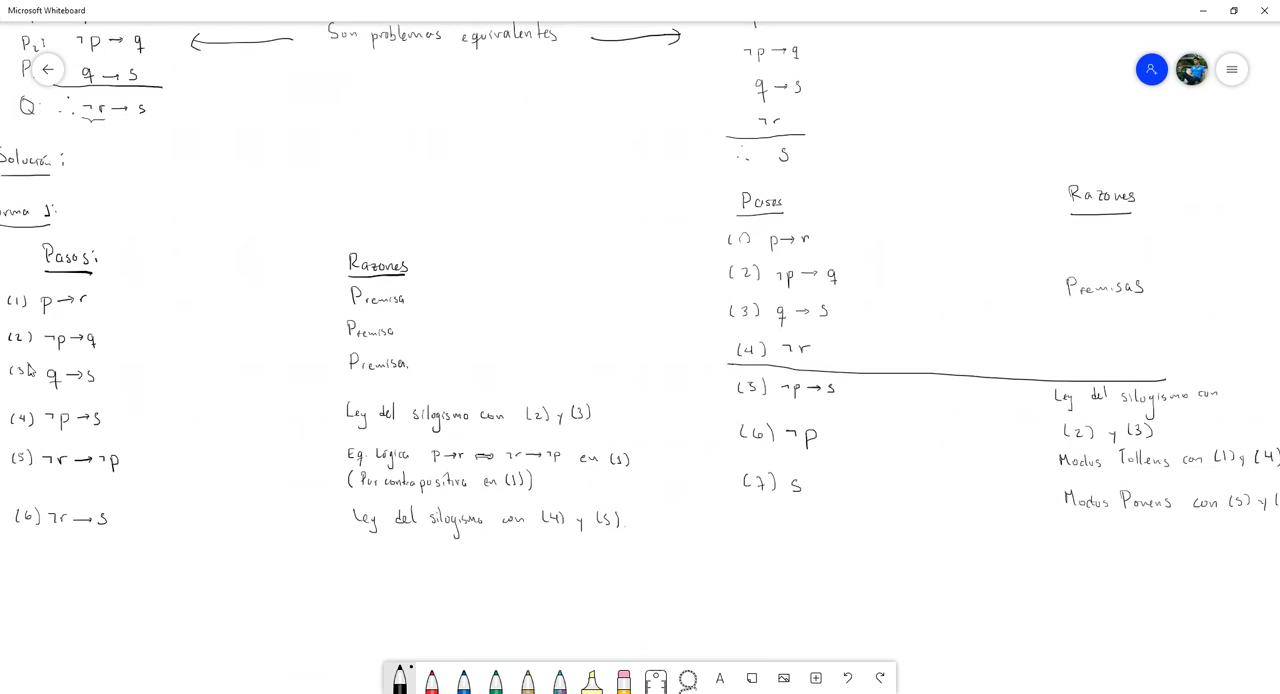 Microsoft Whiteboard
P₂: ¬p → q
Son problemas equivalentes
q → s
Q: ∴ ¬r → s
¬p → q
q → s
¬r
∴ s
Solución:
Forma 1:
Pasos:
Razones
(1) p → r
Premisa
(2) ¬p → q
Premisa
(3) q → s
Premisa.
(4) ¬p → s
Ley del silogismo con (2) y (3)
(5) ¬r → ¬p
Eq. Lógica p → r ⇔ ¬r → ¬p en (1)
(Por contrapositiva en (1))
(6) ¬r → s
Ley del silogismo con (4) y (5).
Pasos
Razones
(1) p → r
(2) ¬p → q
Premisas
(3) q → s
(4) ¬r
(5) ¬p → s
Ley del silogismo con
(2) y (3)
(6) ¬p
Modus Tollens con (1) y (4)
(7) s
Modus Ponens con (5) y (
A